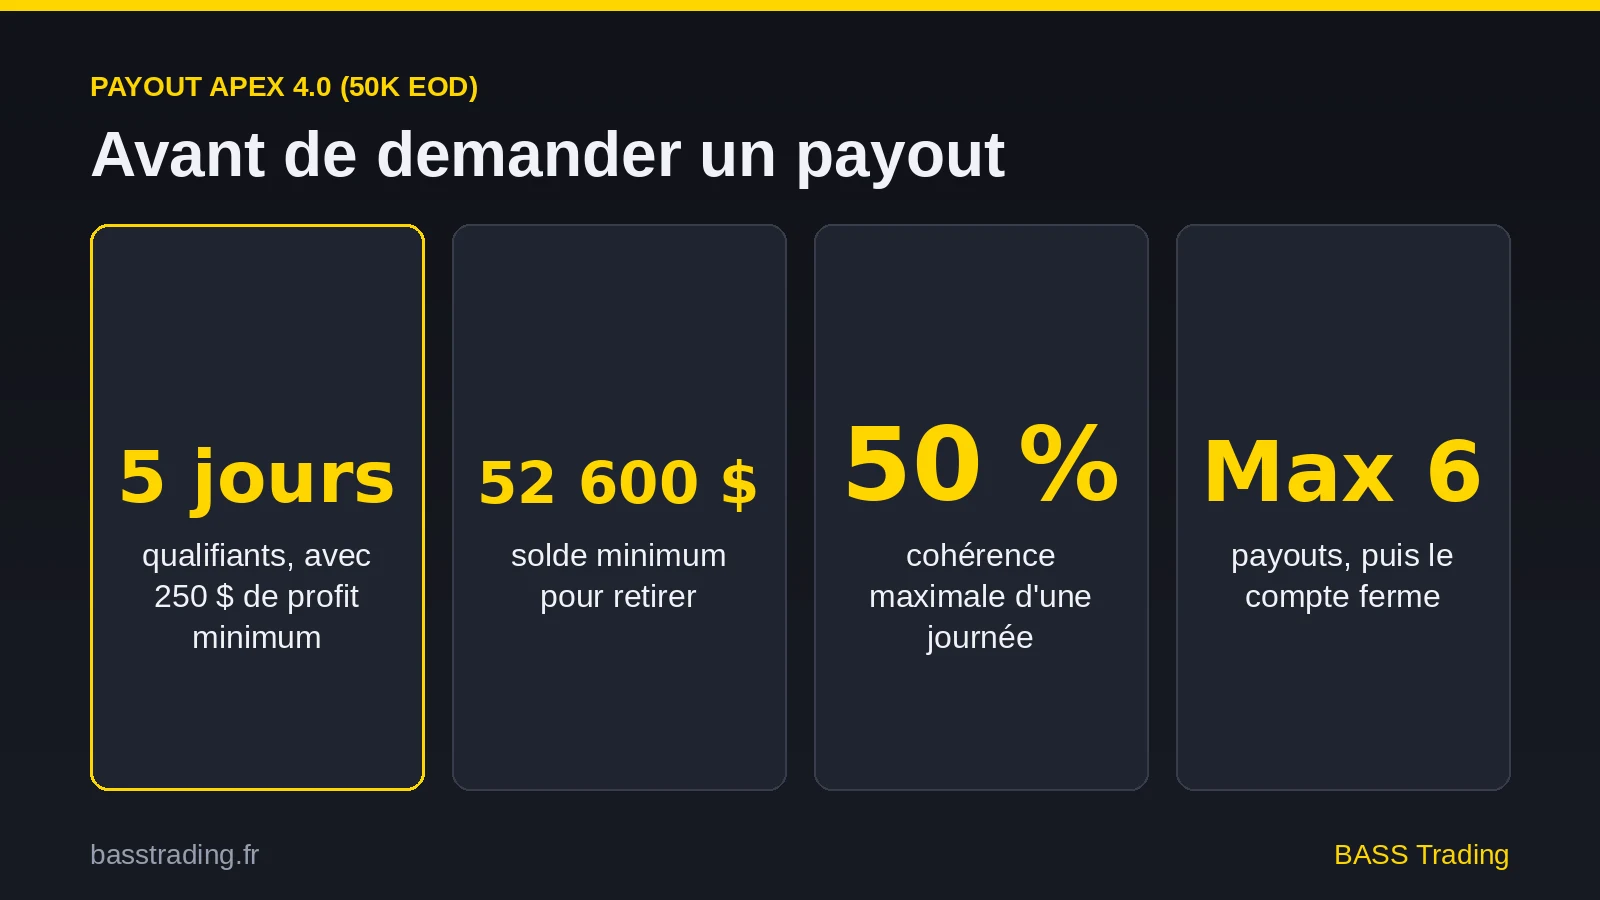 PAYOUT APEX 4.0 (50K EOD)
Avant de demander un payout
5 jours
qualifiants, avec
250 $ de profit
minimum
52 600 $
solde minimum
pour retirer
50 %
cohérence
maximale d'une
journée
Max 6
payouts, puis le
compte ferme
basstrading.fr
BASS Trading